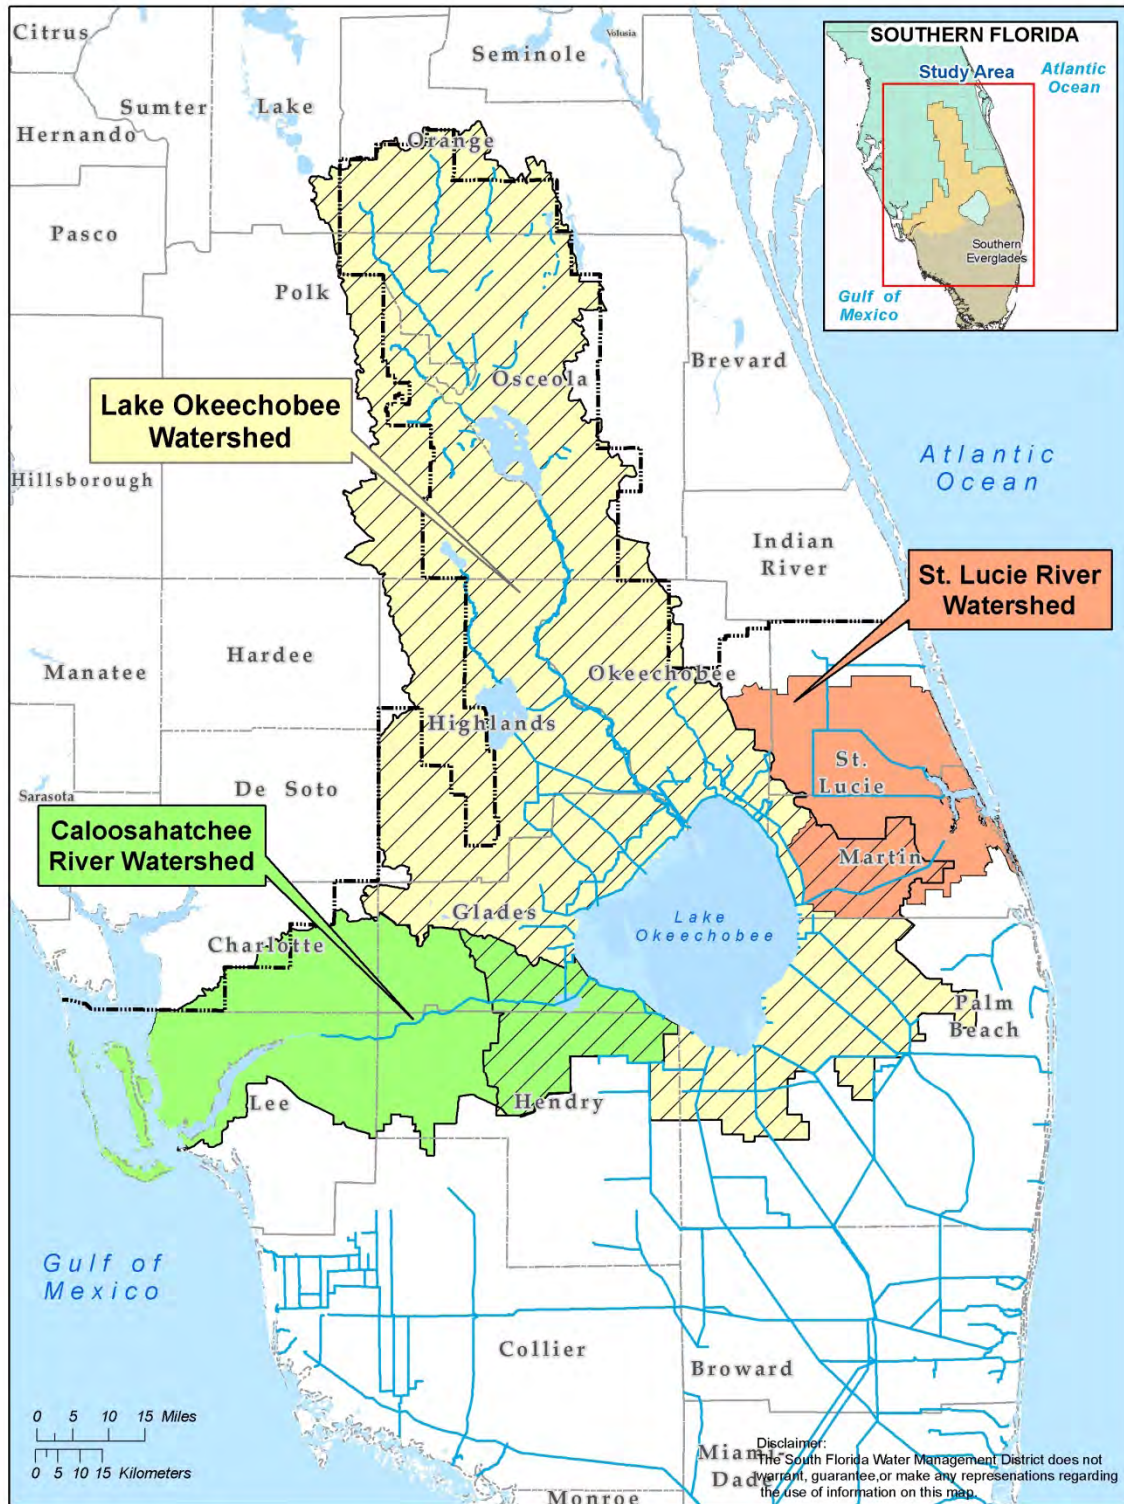 Citrus
Sumter
Lake
Seminole
Volusia
Hernando
Orange
Pasco
Polk
Osceola
Brevard
SOUTHERN FLORIDA
Study Area
Atlantic
Ocean
Southern
Everglades
Gulf of
Mexico
Lake Okeechobee
Watershed
Hillsborough
Atlantic
Ocean
Indian
River
St. Lucie River
Watershed
Manatee
Hardee
Okeechobee
Highlands
Sarasota
De Soto
St.
Lucie
Caloosahatchee
River Watershed
Martin
Glades
Lake
Okeechobee
Charlotte
Palm
Beach
Lee
Hendry
Gulf of
Mexico
Collier
Broward
0 5 10 15 Miles
0 5 10 15 Kilometers
Miami-
Dade
Monroe
Disclaimer:
The South Florida Water Management District does not
warrant, guarantee,or make any represenations regarding
the use of information on this map.